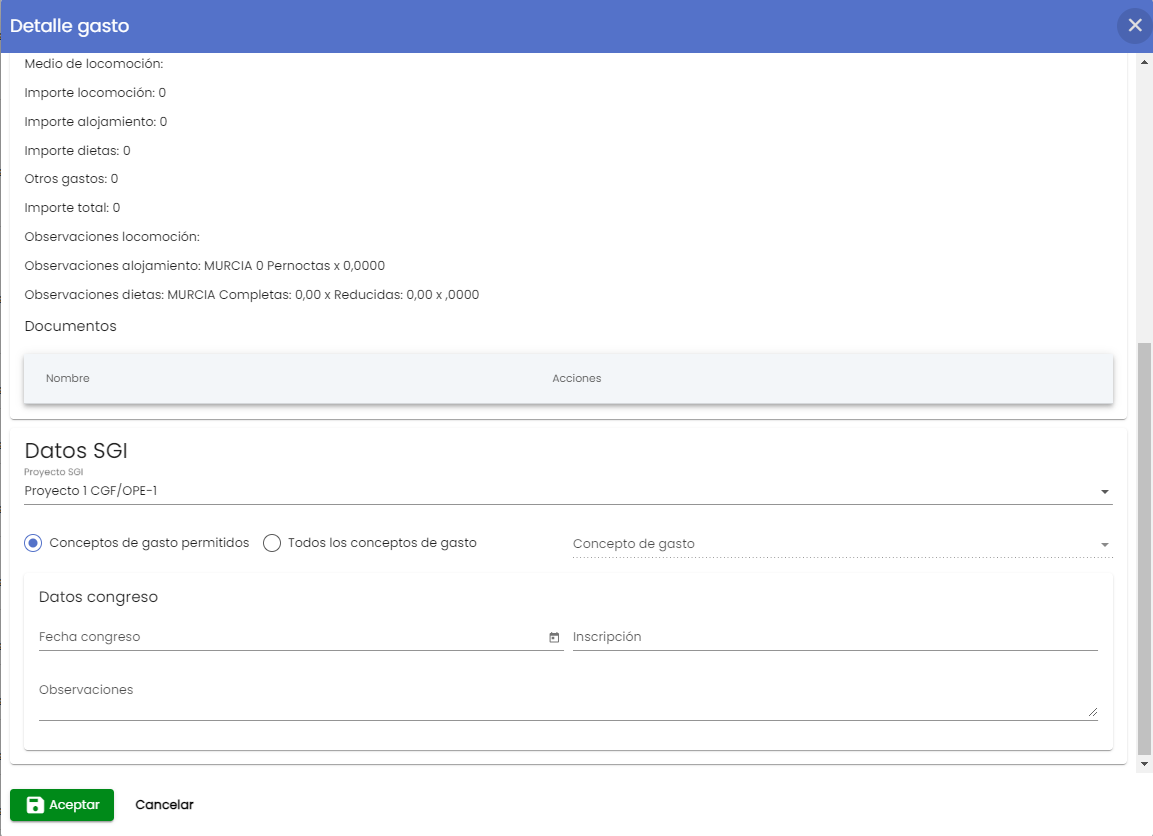 Detalle gasto
Medio de locomoción:
Importe locomoción: 0
Importe alojamiento: 0
Importe dietas: 0
Otros gastos: 0
Importe total: 0
Observaciones locomoción:
Observaciones alojamiento: MURCIA 0 Pernoctas x 0,0000
Observaciones dietas: MURCIA Completas: 0,00 x Reducidas: 0,00 x ,0000
Documentos
Nombre Acciones
Datos SGI
Proyecto SGI
Proyecto 1 CGF/OPE-1
Conceptos de gasto permitidos Todos los conceptos de gasto Concepto de gasto
Datos congreso
Fecha congreso Inscripción
Observaciones
Aceptar Cancelar